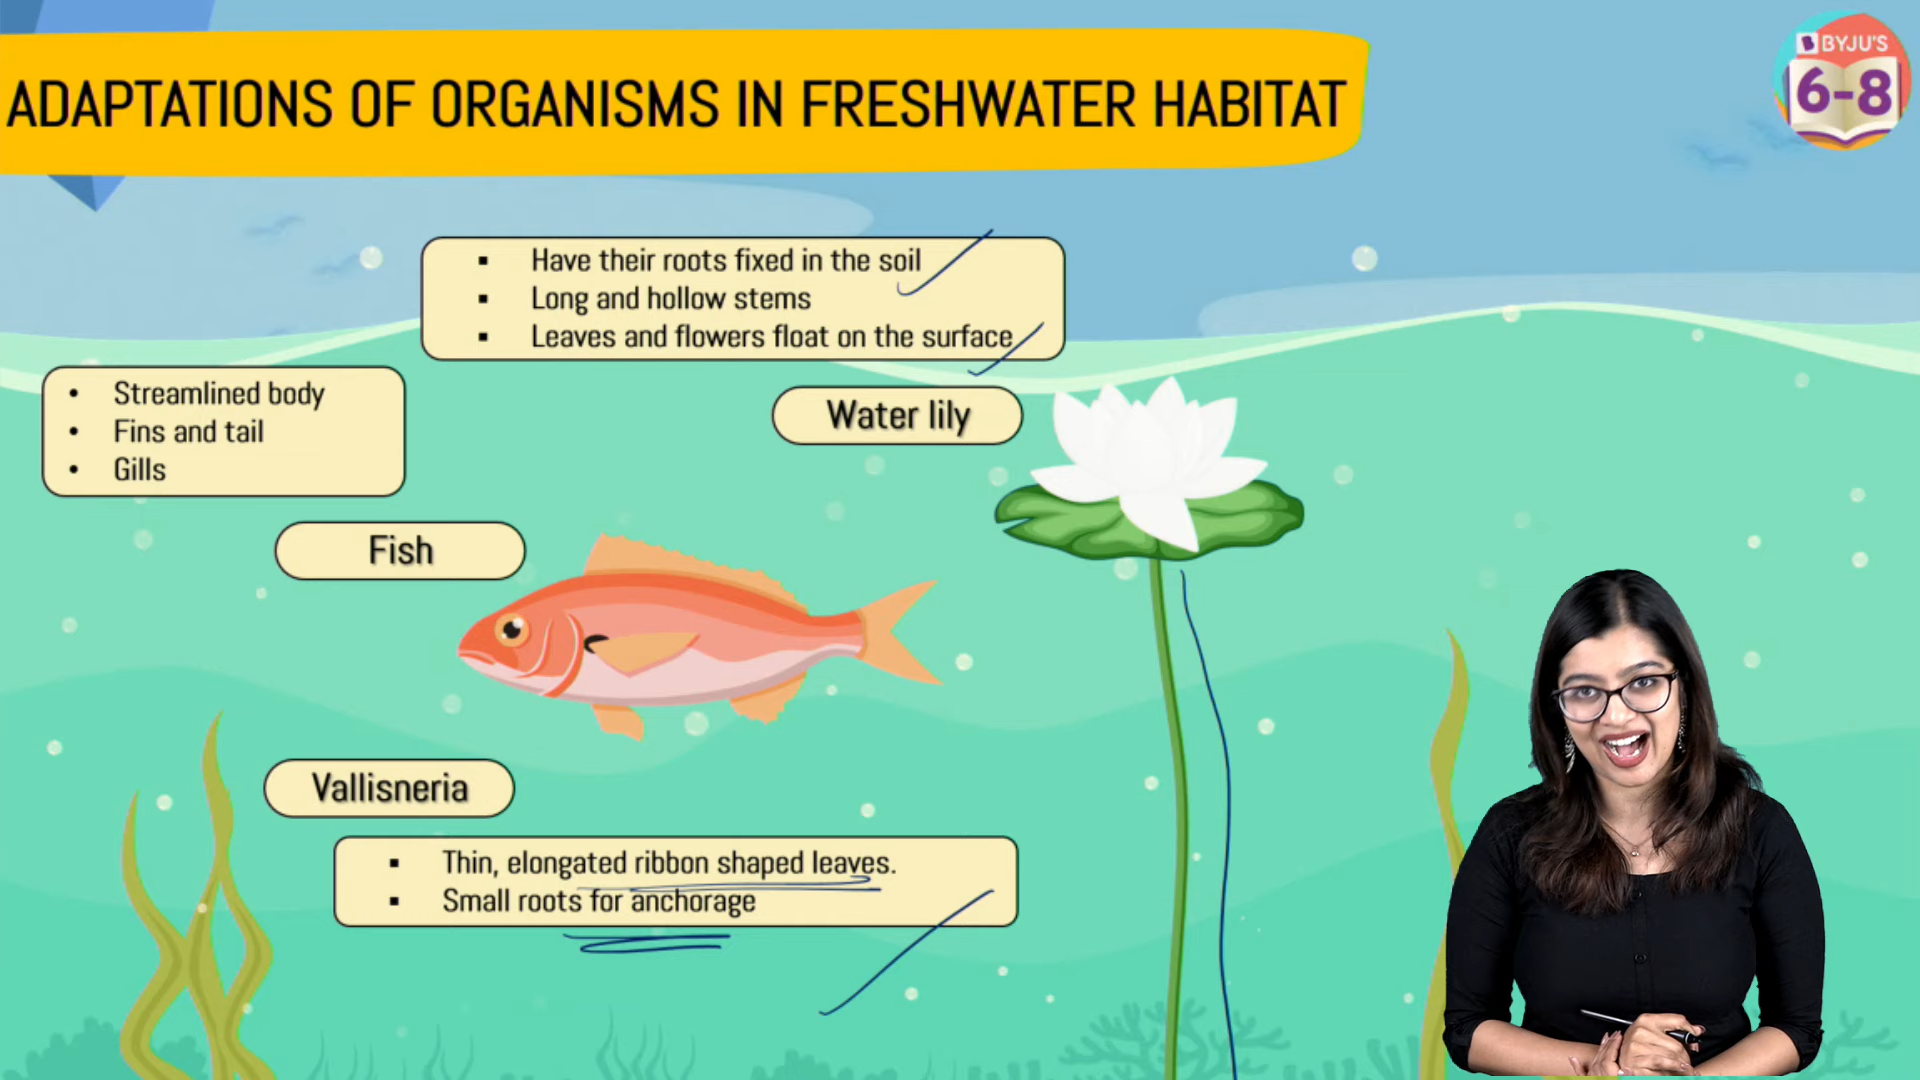 ADAPTATIONS OF ORGANISMS IN FRESHWATER HABITAT
BYJU'S
6-8
▪ Have their roots fixed in the soil
▪ Long and hollow stems
▪ Leaves and flowers float on the surface
• Streamlined body
• Fins and tail
• Gills
Water lily
Fish
Vallisneria
▪ Thin, elongated ribbon shaped leaves.
▪ Small roots for anchorage